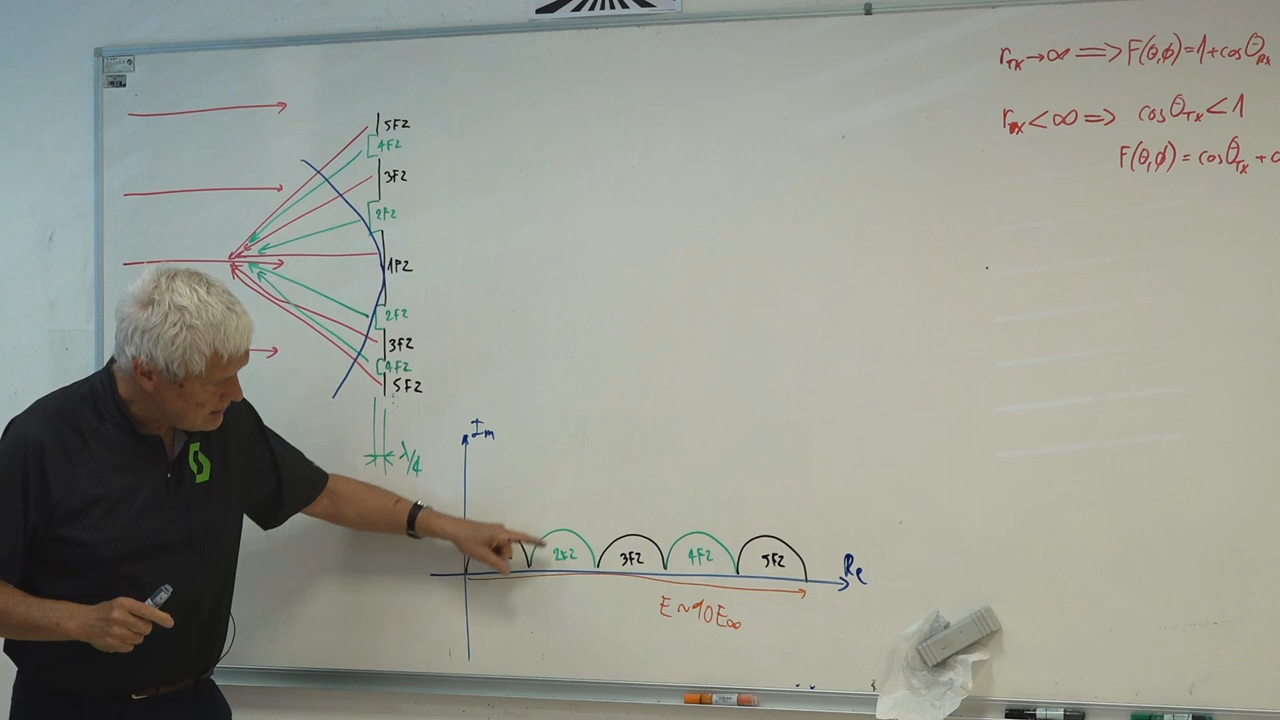 r_TX→∞ ⟹ F(θ,ϕ)=1+cosθ_RX
r_TX<∞ ⟹ cosθ_TX<1
F(θ,ϕ)=cosθ_TX+
5FZ
4FZ
3FZ
2FZ
1FZ
2FZ
3FZ
4FZ
5FZ
λ/4
Im
2FZ
3FZ
4FZ
5FZ
Re
E~10E∞